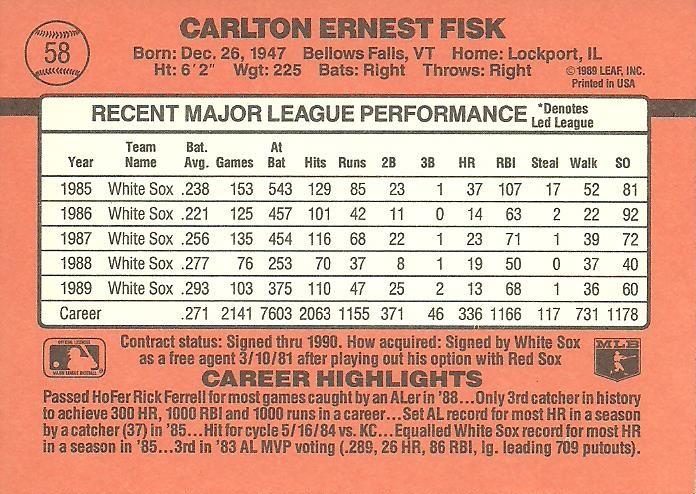 58
CARLTON ERNEST FISK
Born: Dec. 26, 1947 Bellows Falls, VT Home: Lockport, IL
Ht: 6'2" Wgt: 225 Bats: Right Throws: Right
©1989 LEAF, INC.
Printed in USA
RECENT MAJOR LEAGUE PERFORMANCE *Denotes Led League
Year Team Name Bat. Avg. Games At Bat Hits Runs 2B 3B HR RBI Steal Walk SO
1985 White Sox .238 153 543 129 85 23 1 37 107 17 52 81
1986 White Sox .221 125 457 101 42 11 0 14 63 2 22 92
1987 White Sox .256 135 454 116 68 22 1 23 71 1 39 72
1988 White Sox .277 76 253 70 37 8 1 19 50 0 37 40
1989 White Sox .293 103 375 110 47 25 2 13 68 1 36 60
Career .271 2141 7603 2063 1155 371 46 336 1166 117 731 1178
Contract status: Signed thru 1990. How acquired: Signed by White Sox
as a free agent 3/10/81 after playing out his option with Red Sox
MLB
CAREER HIGHLIGHTS
Passed HoFer Rick Ferrell for most games caught by an ALer in '88...Only 3rd catcher in history
to achieve 300 HR, 1000 RBI and 1000 runs in a career...Set AL record for most HR in a season
by a catcher (37) in '85...Hit for cycle 5/16/84 vs. KC...Equalled White Sox record for most HR
in a season in '85...3rd in '83 AL MVP voting (.289, 26 HR, 86 RBI, lg. leading 709 putouts).